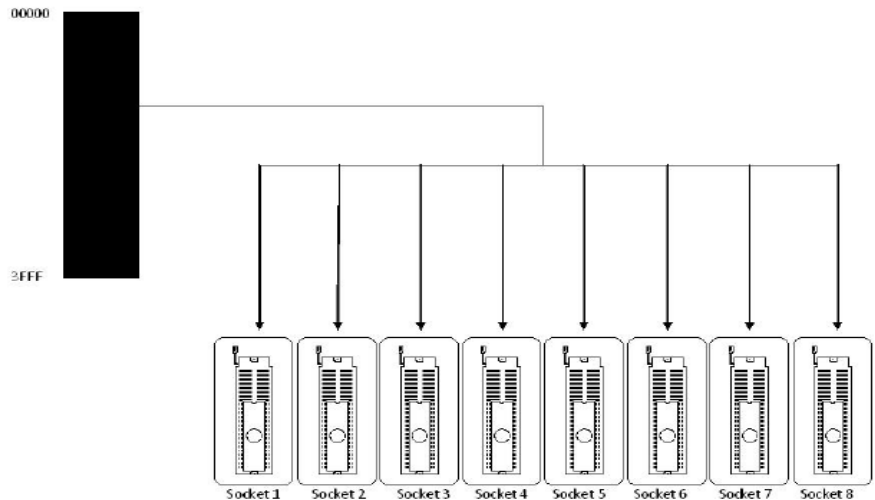 00000
3FFF
Socket 1
Socket 2
Socket 3
Socket 4
Socket 5
Socket 6
Socket 7
Socket 8